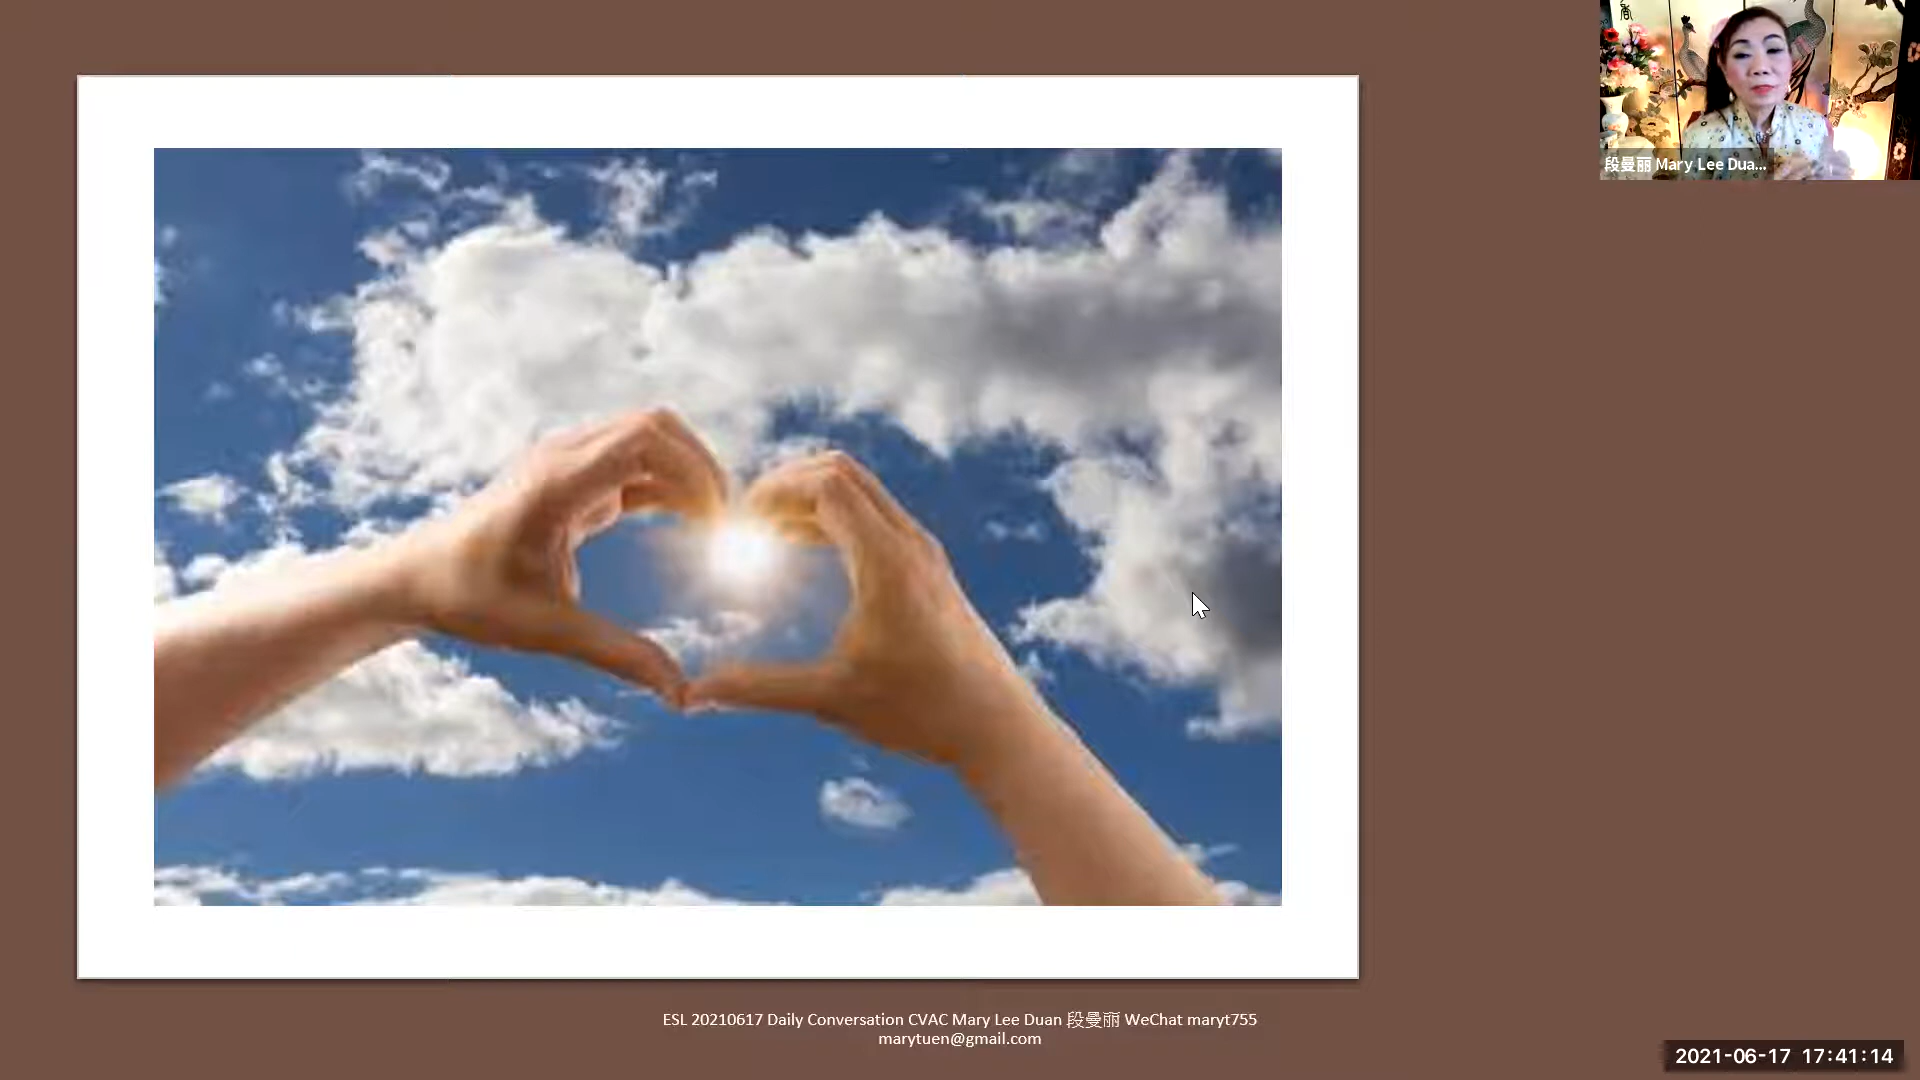 段曼丽 Mary Lee Dua...
ESL 20210617 Daily Conversation CVAC Mary Lee Duan 段曼丽 WeChat maryt755
marytuen@gmail.com
2021-06-17 17:41:14